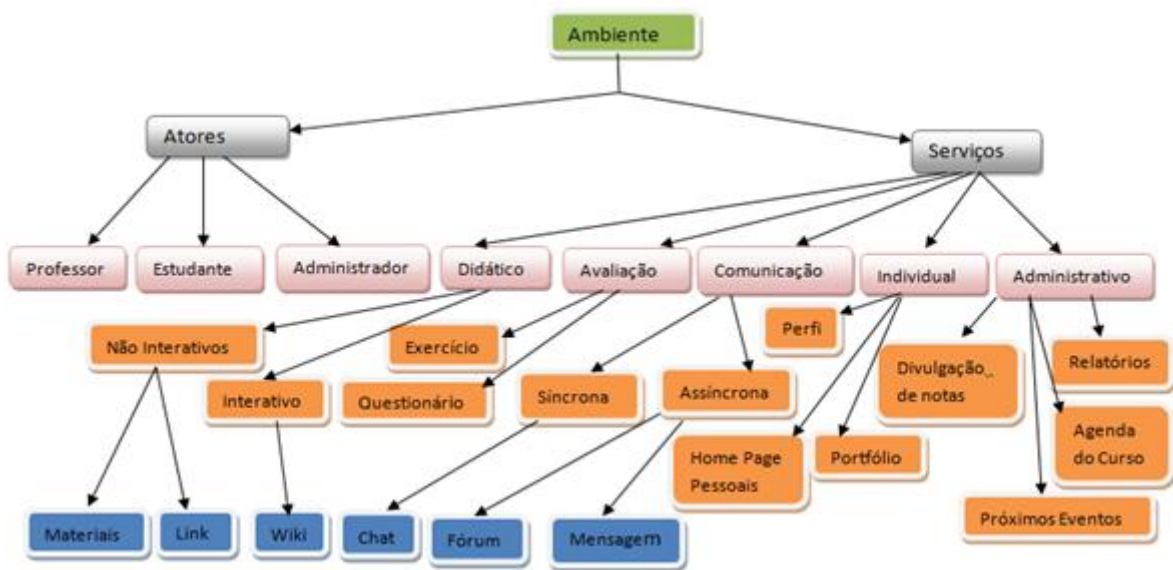 Ambiente
Atores
Serviços
Professor
Estudante
Administrador
Didático
Avaliação
Comunicação
Individual
Administrativo
Não Interativos
Interativo
Exercício
Questionário
Síncrona
Assíncrona
Perfi
Home Page
Pessoais
Portfólio
Divulgação
de notas
Relatórios
Agenda
do Curso
Próximos Eventos
Materiais
Link
Wiki
Chat
Fórum
Mensagem